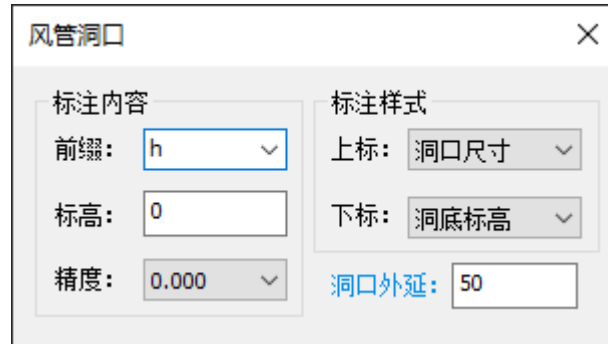 风管洞口
标注内容
前缀： h
标高： 0
精度： 0.000
标注样式
上标： 洞口尺寸
下标： 洞底标高
洞口外延： 50